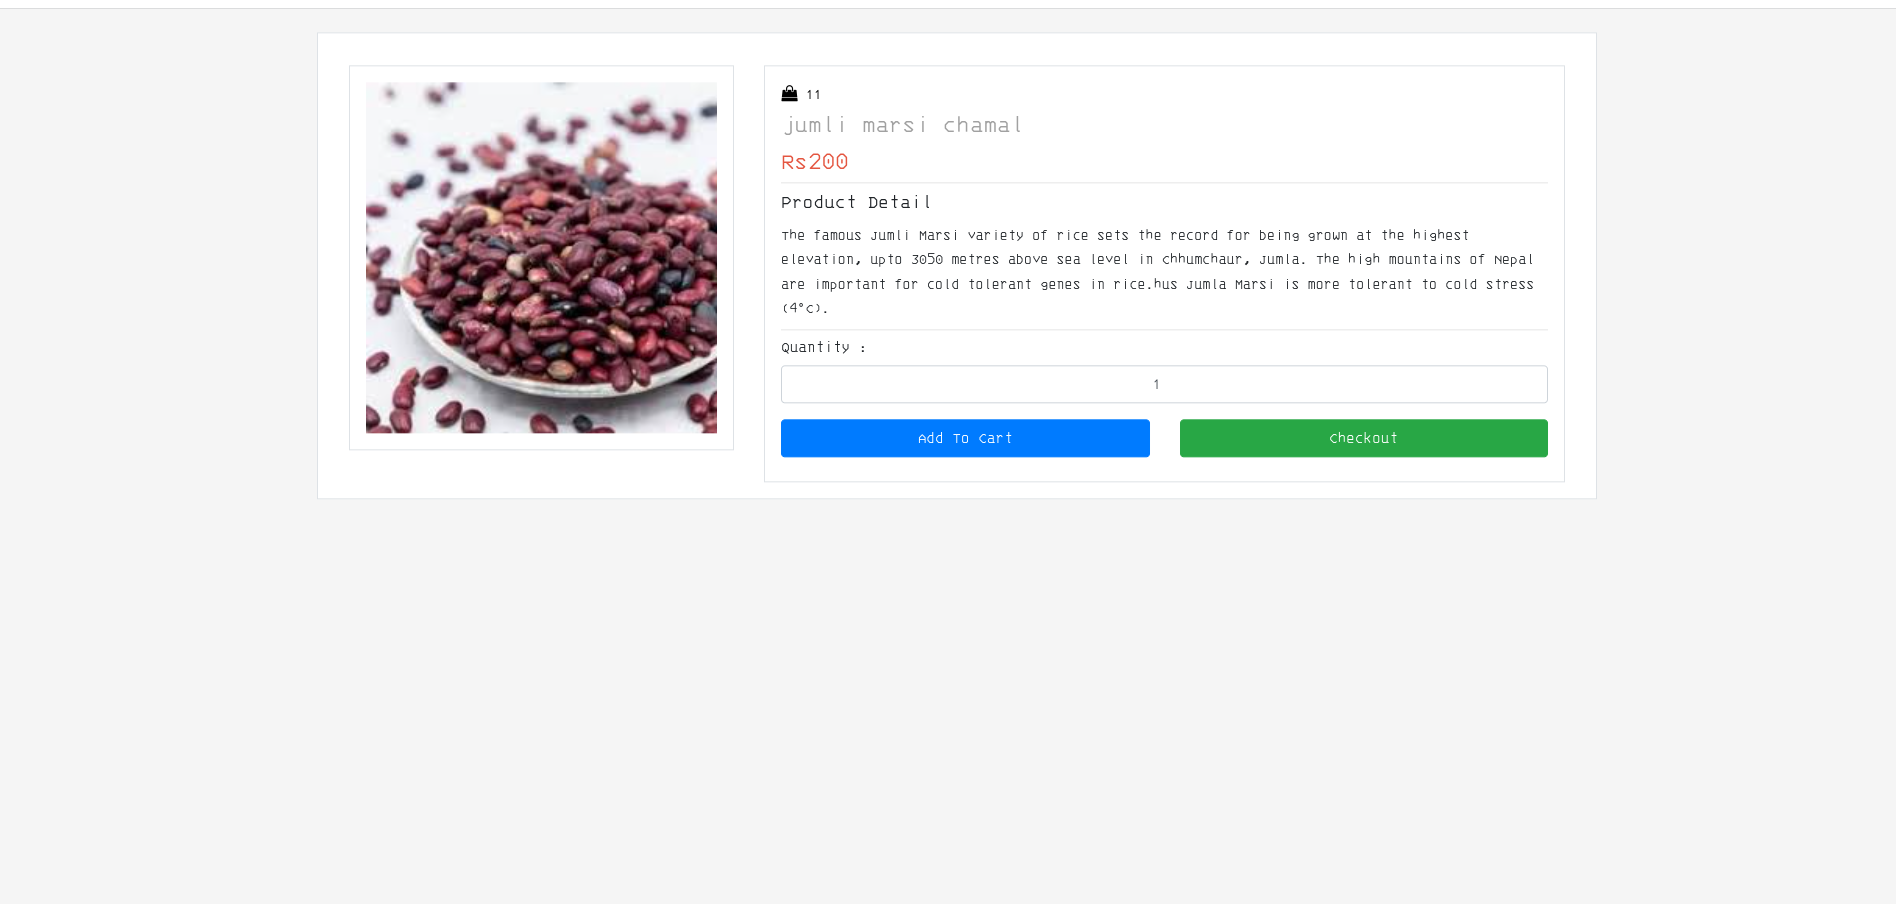 11
jumli marsi chamal
Rs200
Product Detail
The famous Jumli Marsi variety of rice sets the record for being grown at the highest
elevation, upto 3050 metres above sea level in Chhumchaur, Jumla. The high mountains of Nepal
are important for cold tolerant genes in rice.hus Jumla Marsi is more tolerant to cold stress
(4°C).
Quantity :
1
Add To Cart
Checkout